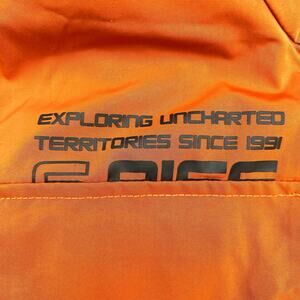 EXPLORING UNCHARTED
TERRITORIES SINCE 1991